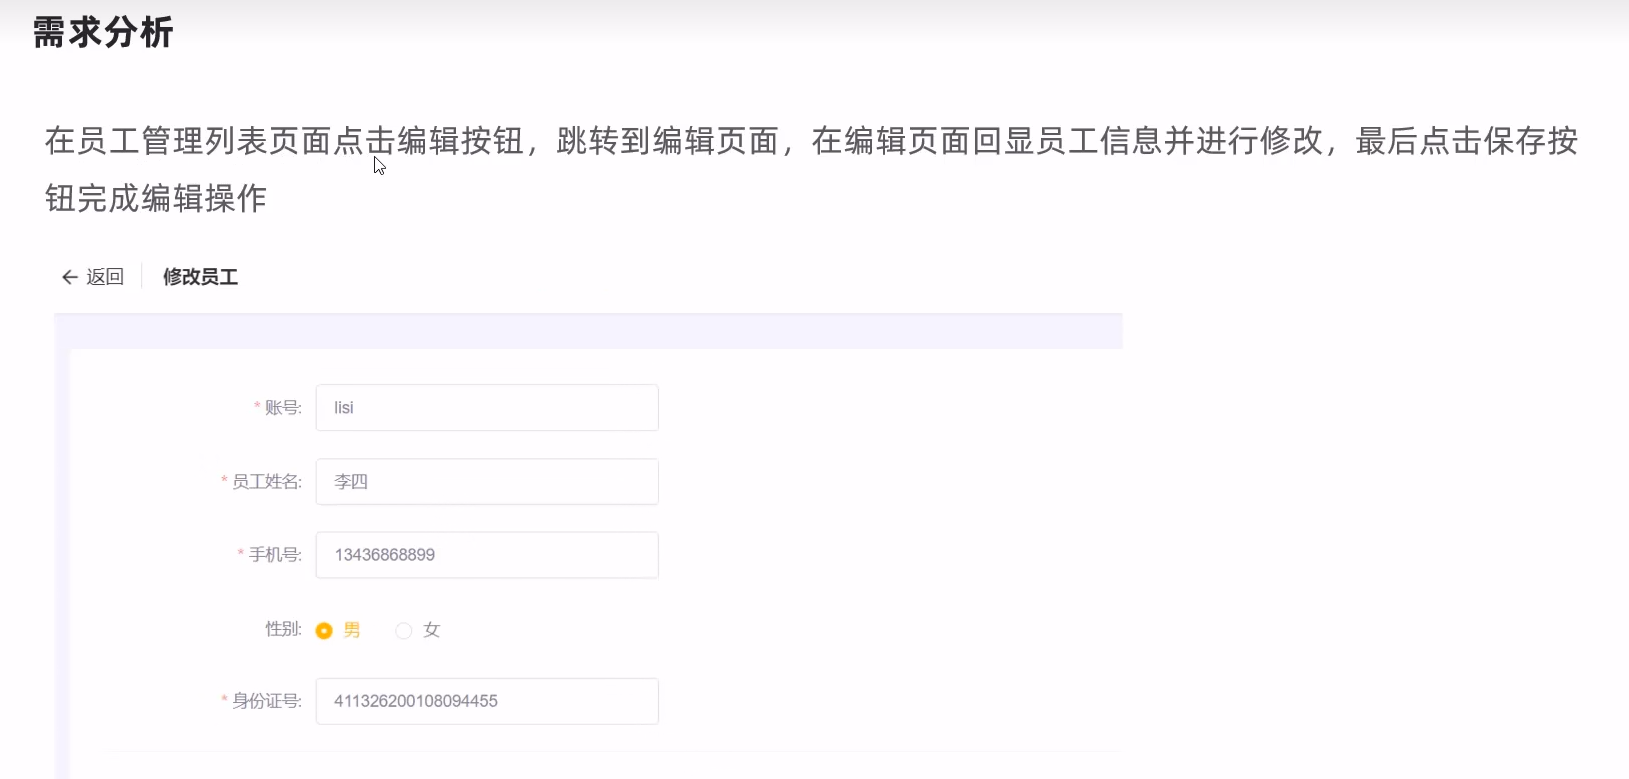 需求分析
在员工管理列表页面点击编辑按钮，跳转到编辑页面，在编辑页面回显员工信息并进行修改，最后点击保存按
钮完成编辑操作
← 返回 修改员工
* 账号: lisi
* 员工姓名: 李四
* 手机号: 13436868899
性别: 男 女
* 身份证号: 411326200108094455